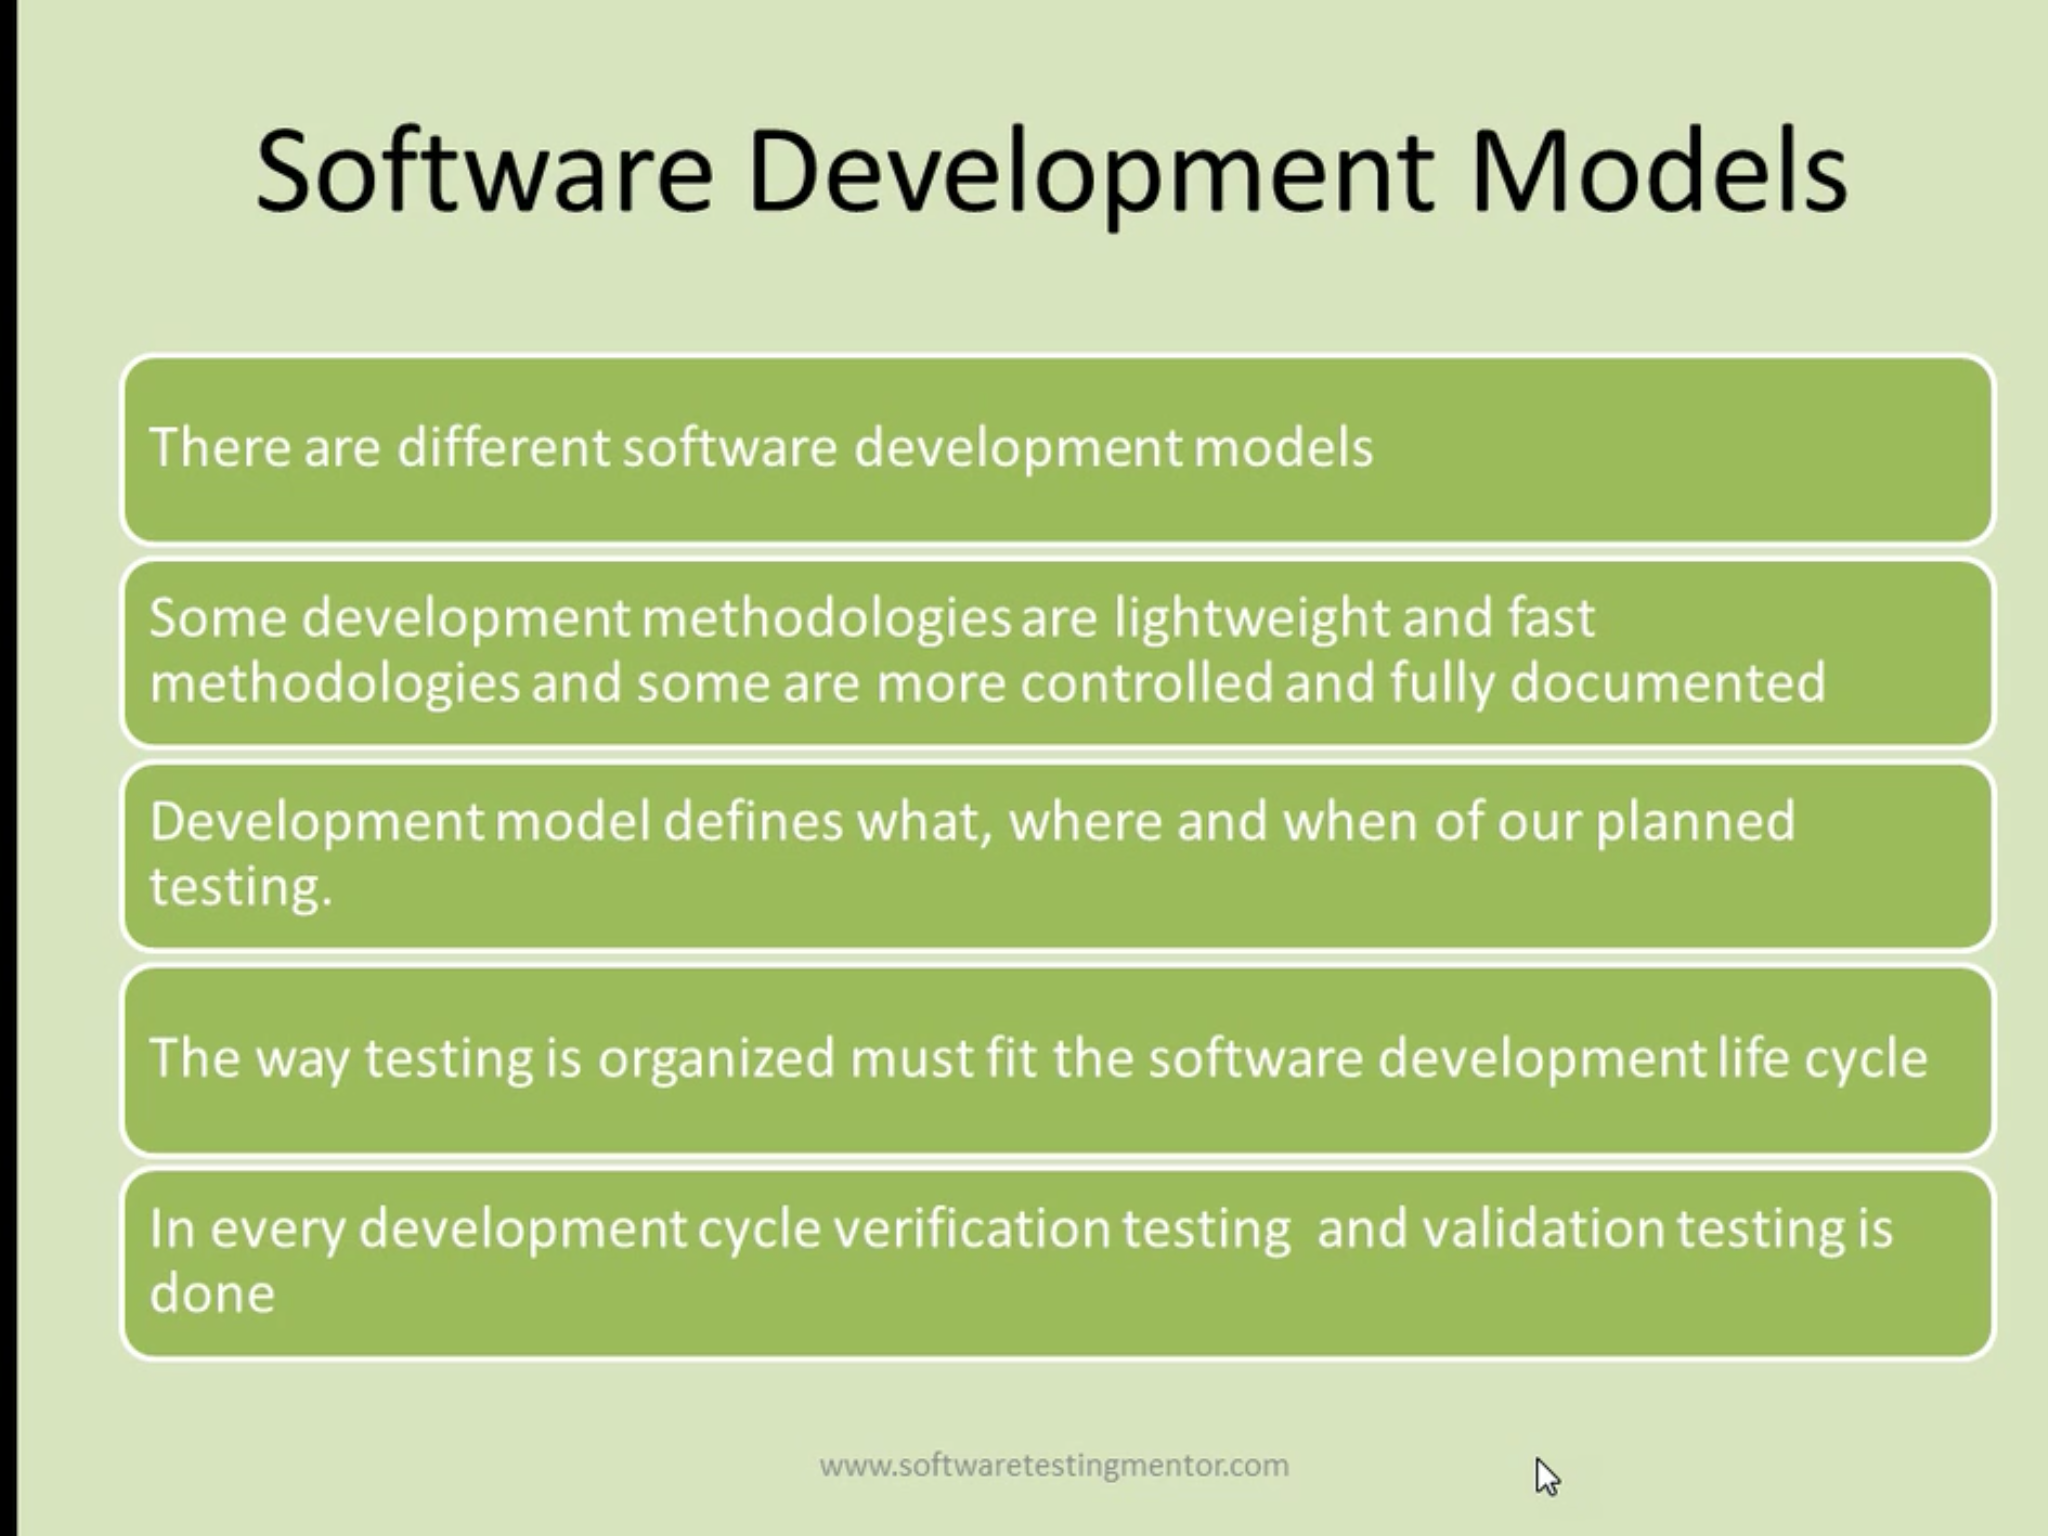 Software Development Models
There are different software development models
Some development methodologies are lightweight and fast
methodologies and some are more controlled and fully documented
Development model defines what, where and when of our planned
testing.
The way testing is organized must fit the software development life cycle
In every development cycle verification testing  and validation testing is
done
www.softwaretestingmentor.com